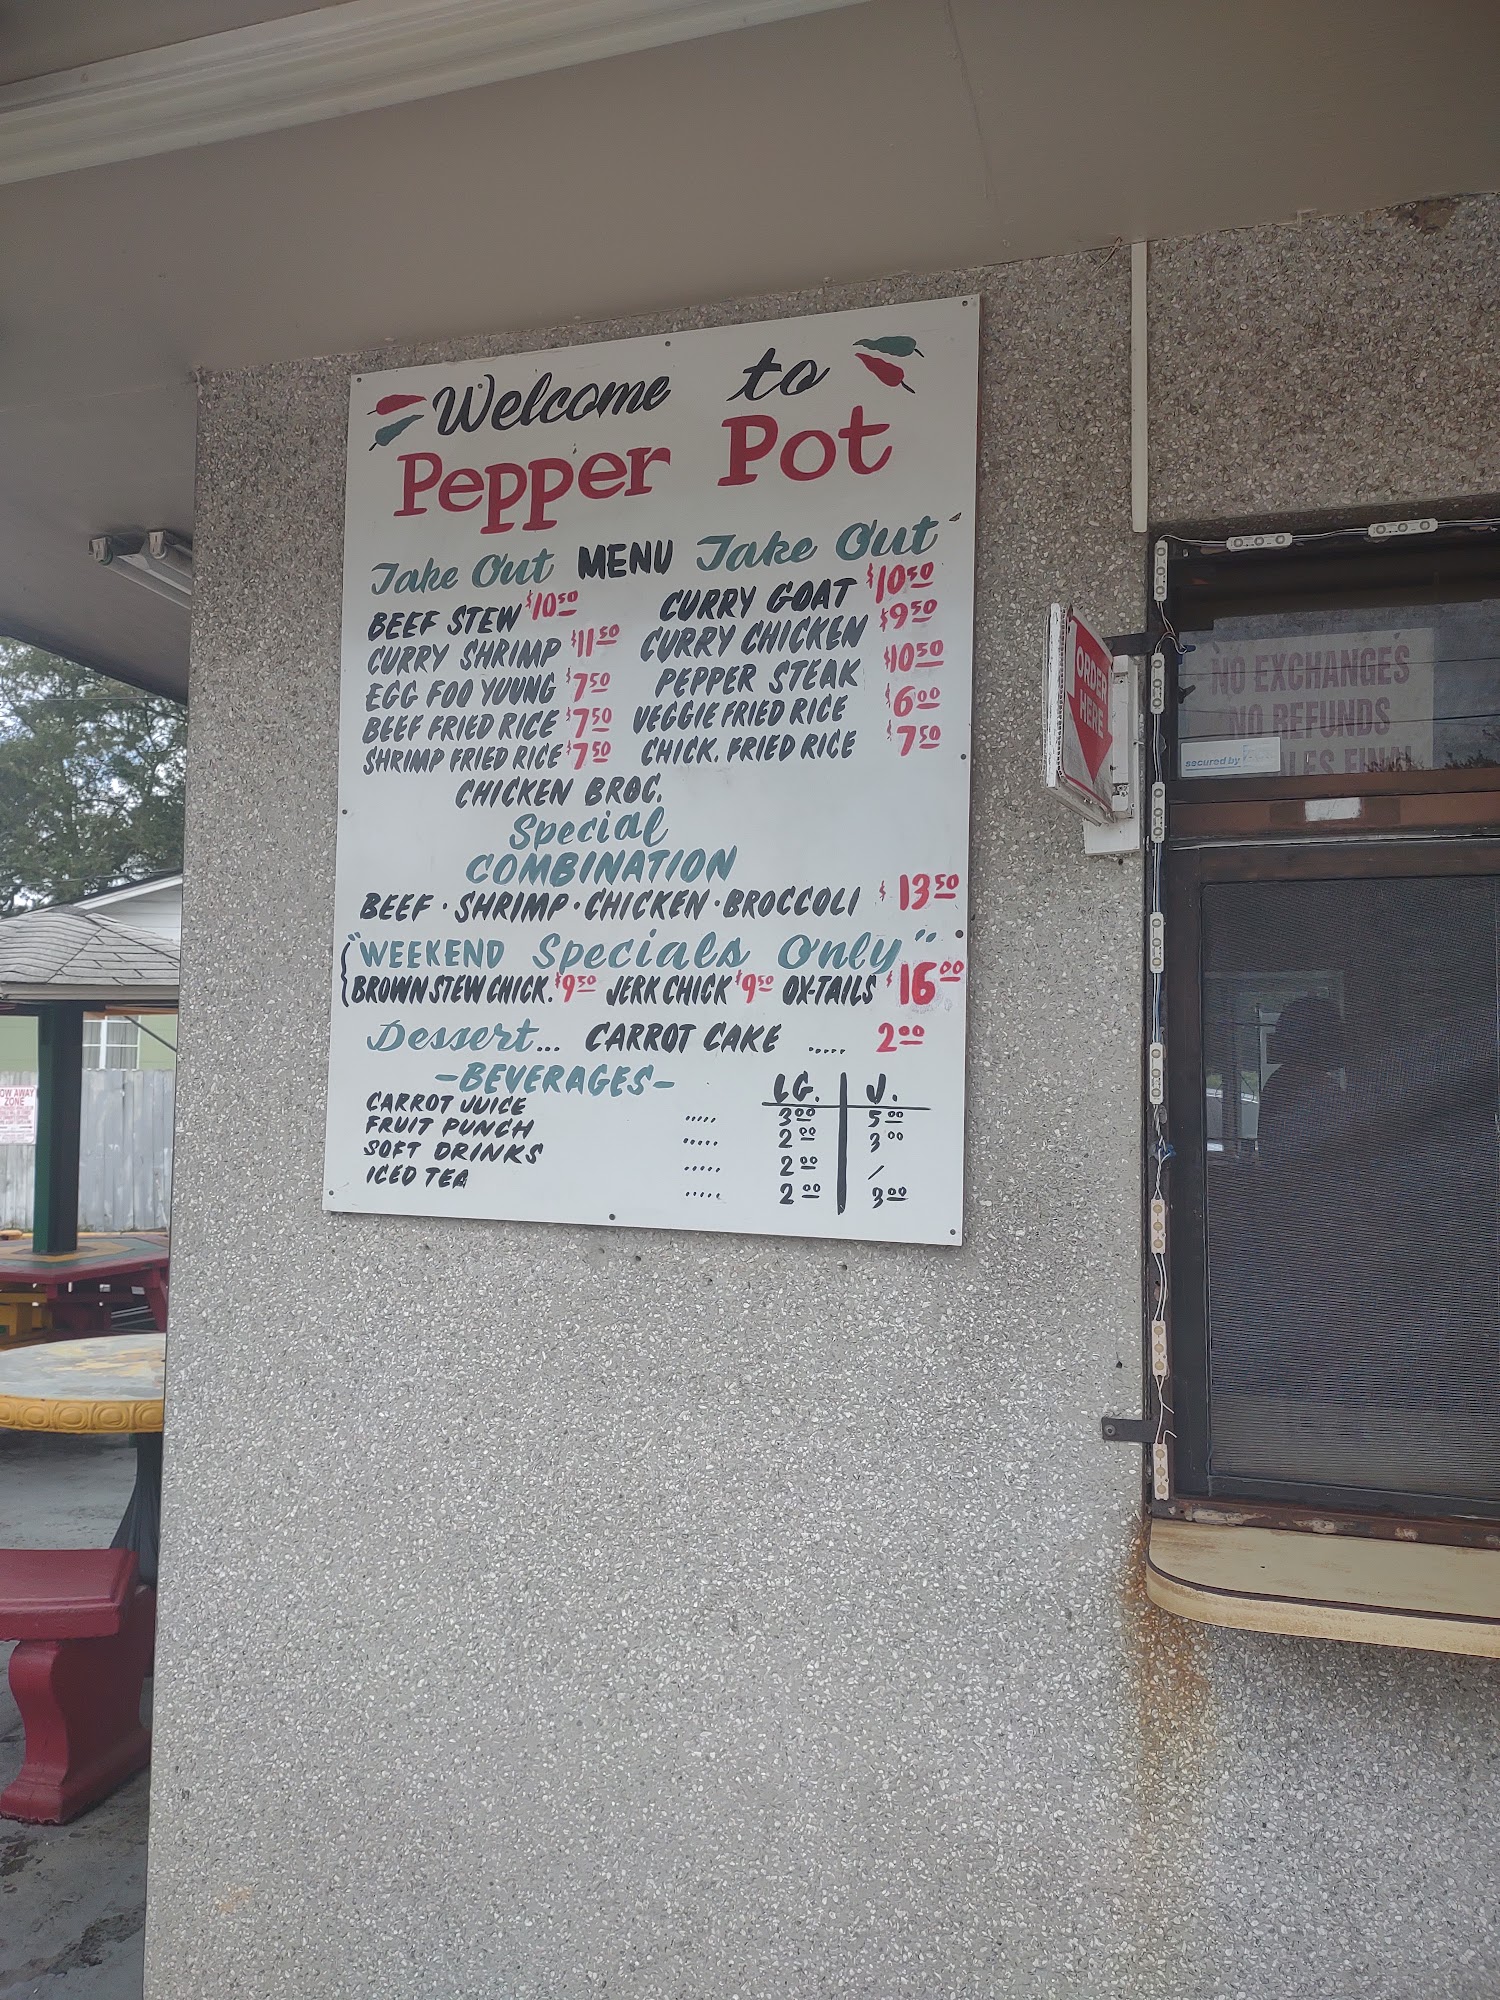 Welcome to
Pepper Pot
Take Out MENU Take Out
BEEF STEW $10 50 CURRY GOAT $10 50
CURRY SHRIMP $11 50 CURRY CHICKEN $9 50
EGG FOO YUUNG $7 50 PEPPER STEAK $10 50
BEEF FRIED RICE $7 50 VEGGIE FRIED RICE $6 00
SHRIMP FRIED RICE $7 50 CHICK. FRIED RICE $7 50
CHICKEN BROC.
Special
COMBINATION
BEEF · SHRIMP · CHICKEN · BROCCOLI $13 50
"WEEKEND Specials Only"
BROWN STEW CHICK. $9 50 JERK CHICK $9 50 OX-TAILS $16 00
Dessert... CARROT CAKE ..... 2 00
-BEVERAGES- LG. J.
CARROT JUICE ..... 3 00 5 00
FRUIT PUNCH ..... 2 00 3 00
SOFT DRINKS ..... 2 00 /
ICED TEA ..... 2 00 3 00
ORDER
HERE
NO EXCHANGES
NO REFUNDS
secured by
ZONE